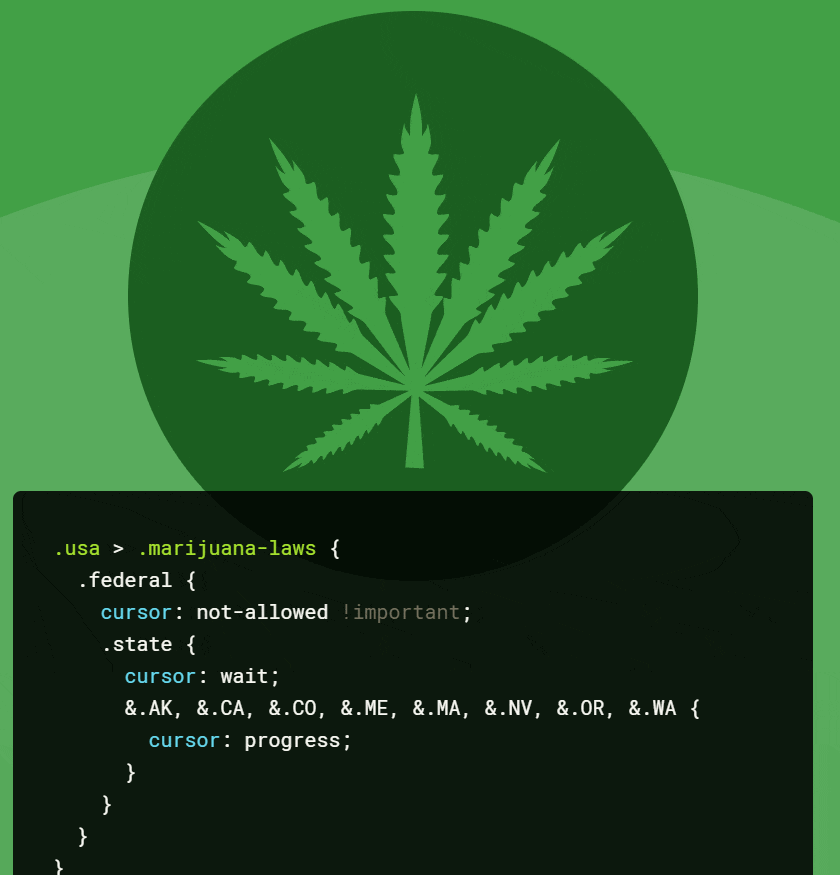 .usa > .marijuana-laws {
.federal {
cursor: not-allowed !important;
.state {
cursor: wait;
&.AK, &.CA, &.CO, &.ME, &.MA, &.NV, &.OR, &.WA {
cursor: progress;
}
}
}
}